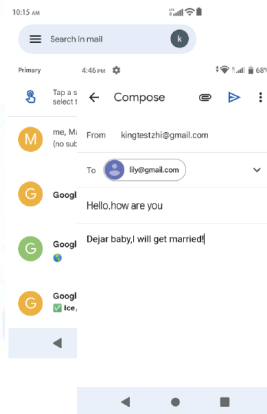 10:15 AM
Search in mail
k
Primary
Tap a s
select t
M
me, Ma
(no sub
G
Googl
G
Googl
G
Googl
Ice,
4:46 PM
68%
Compose
From kingtestzhi@gmail.com
To lily@gmail.com
Hello,how are you
Dejar baby,I will get married!